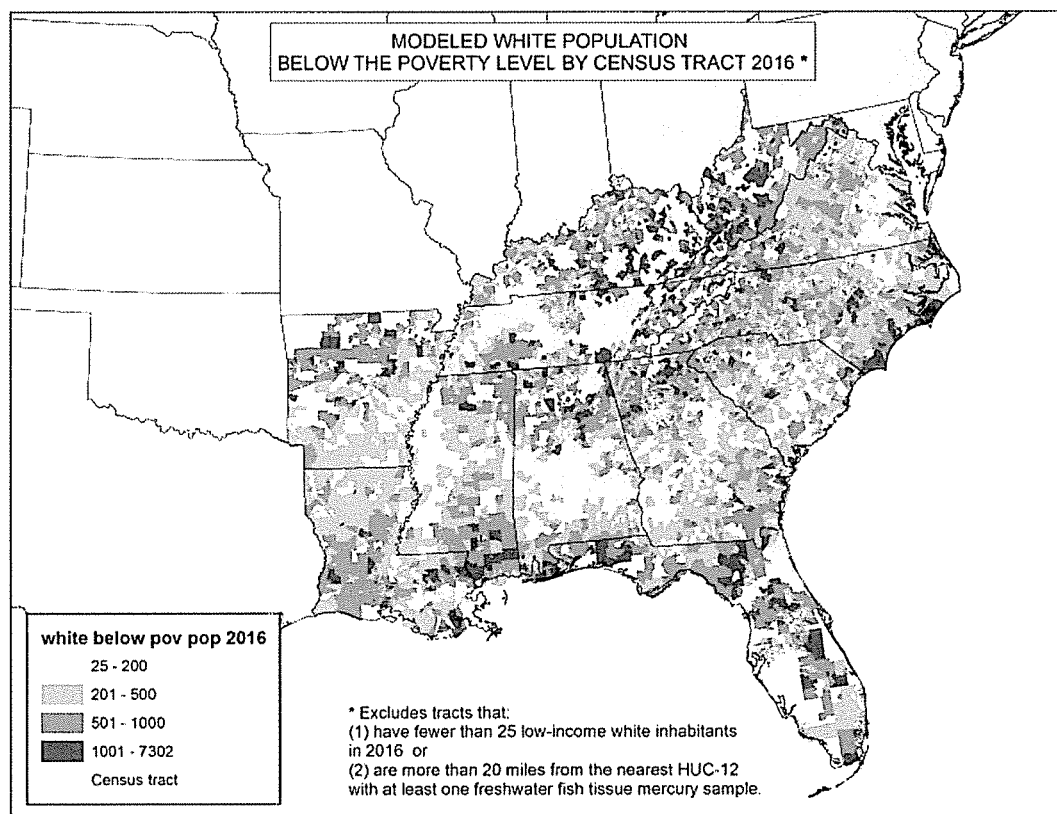 MODELED WHITE POPULATION
BELOW THE POVERTY LEVEL BY CENSUS TRACT 2016 *
white below pov pop 2016
25 - 200
201 - 500
501 - 1000
1001 - 7302
Census tract
* Excludes tracts that:
(1) have fewer than 25 low-income white inhabitants
in 2016 or
(2) are more than 20 miles from the nearest HUC-12
with at least one freshwater fish tissue mercury sample.